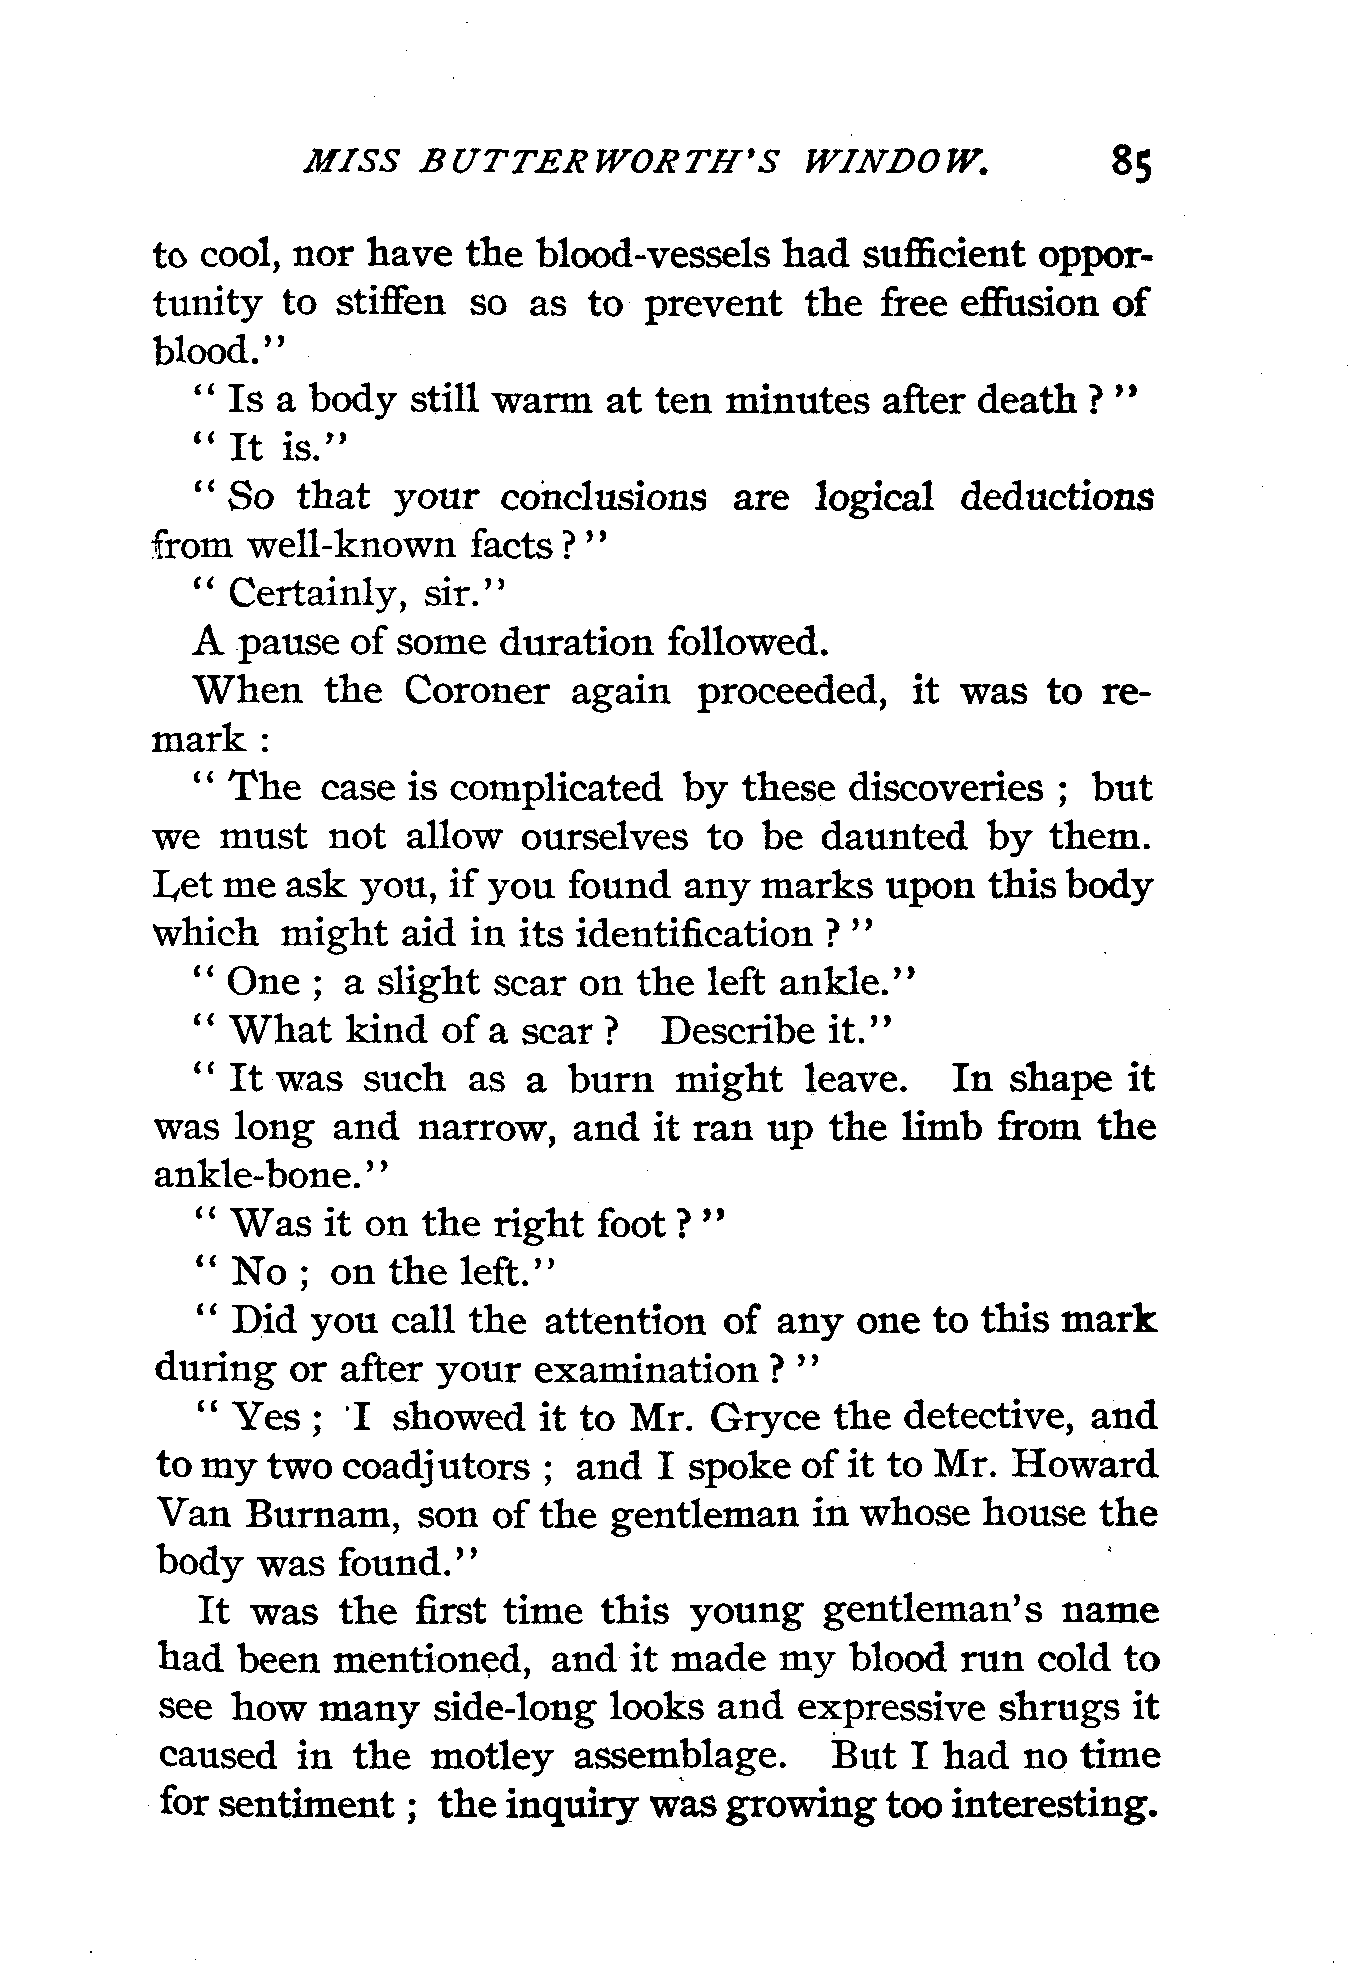 MISS BUTTERWORTH'S WINDOW. 85
to cool, nor have the blood-vessels had sufficient oppor-
tunity to stiffen so as to prevent the free effusion of
blood."
"Is a body still warm at ten minutes after death?"
"It is."
"So that your conclusions are logical deductions
from well-known facts?"
"Certainly, sir."
A pause of some duration followed.
When the Coroner again proceeded, it was to re-
mark:
"The case is complicated by these discoveries; but
we must not allow ourselves to be daunted by them.
Let me ask you, if you found any marks upon this body
which might aid in its identification?"
"One; a slight scar on the left ankle."
"What kind of a scar? Describe it."
"It was such as a burn might leave. In shape it
was long and narrow, and it ran up the limb from the
ankle-bone."
"Was it on the right foot?"
"No; on the left."
"Did you call the attention of any one to this mark
during or after your examination?"
"Yes; I showed it to Mr. Gryce the detective, and
to my two coadjutors; and I spoke of it to Mr. Howard
Van Burnam, son of the gentleman in whose house the
body was found."
It was the first time this young gentleman's name
had been mentioned, and it made my blood run cold to
see how many side-long looks and expressive shrugs it
caused in the motley assemblage. But I had no time
for sentiment; the inquiry was growing too interesting.